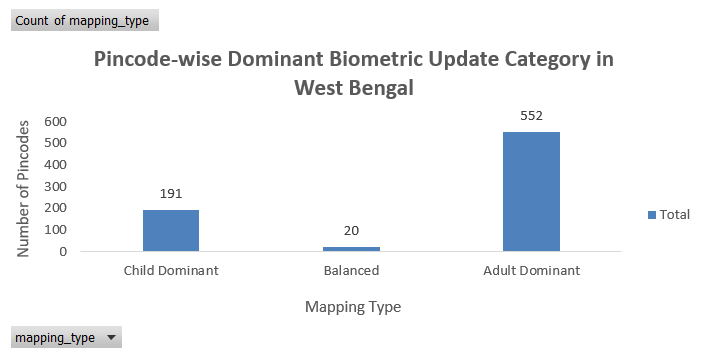 Count of mapping_type
Pincode-wise Dominant Biometric Update Category in
West Bengal
Number of Pincodes
600
500
400
300
200
100
0
191
20
552
Child Dominant
Balanced
Adult Dominant
Mapping Type
Total
mapping_type